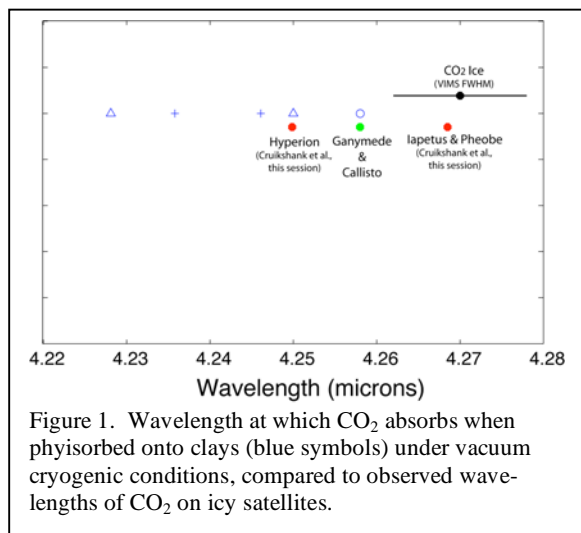 CO2 Ice
(VIMS FWHM)
Hyperion
(Cruikshank et al.,
this session)
Ganymede
&
Callisto
Iapetus & Pheobe
(Cruikshank et al.,
this session)
4.22 4.23 4.24 4.25 4.26 4.27 4.28
Wavelength (microns)
Figure 1. Wavelength at which CO₂ absorbs when
phyisorbed onto clays (blue symbols) under vacuum
cryogenic conditions, compared to observed wave-
lengths of CO₂ on icy satellites.